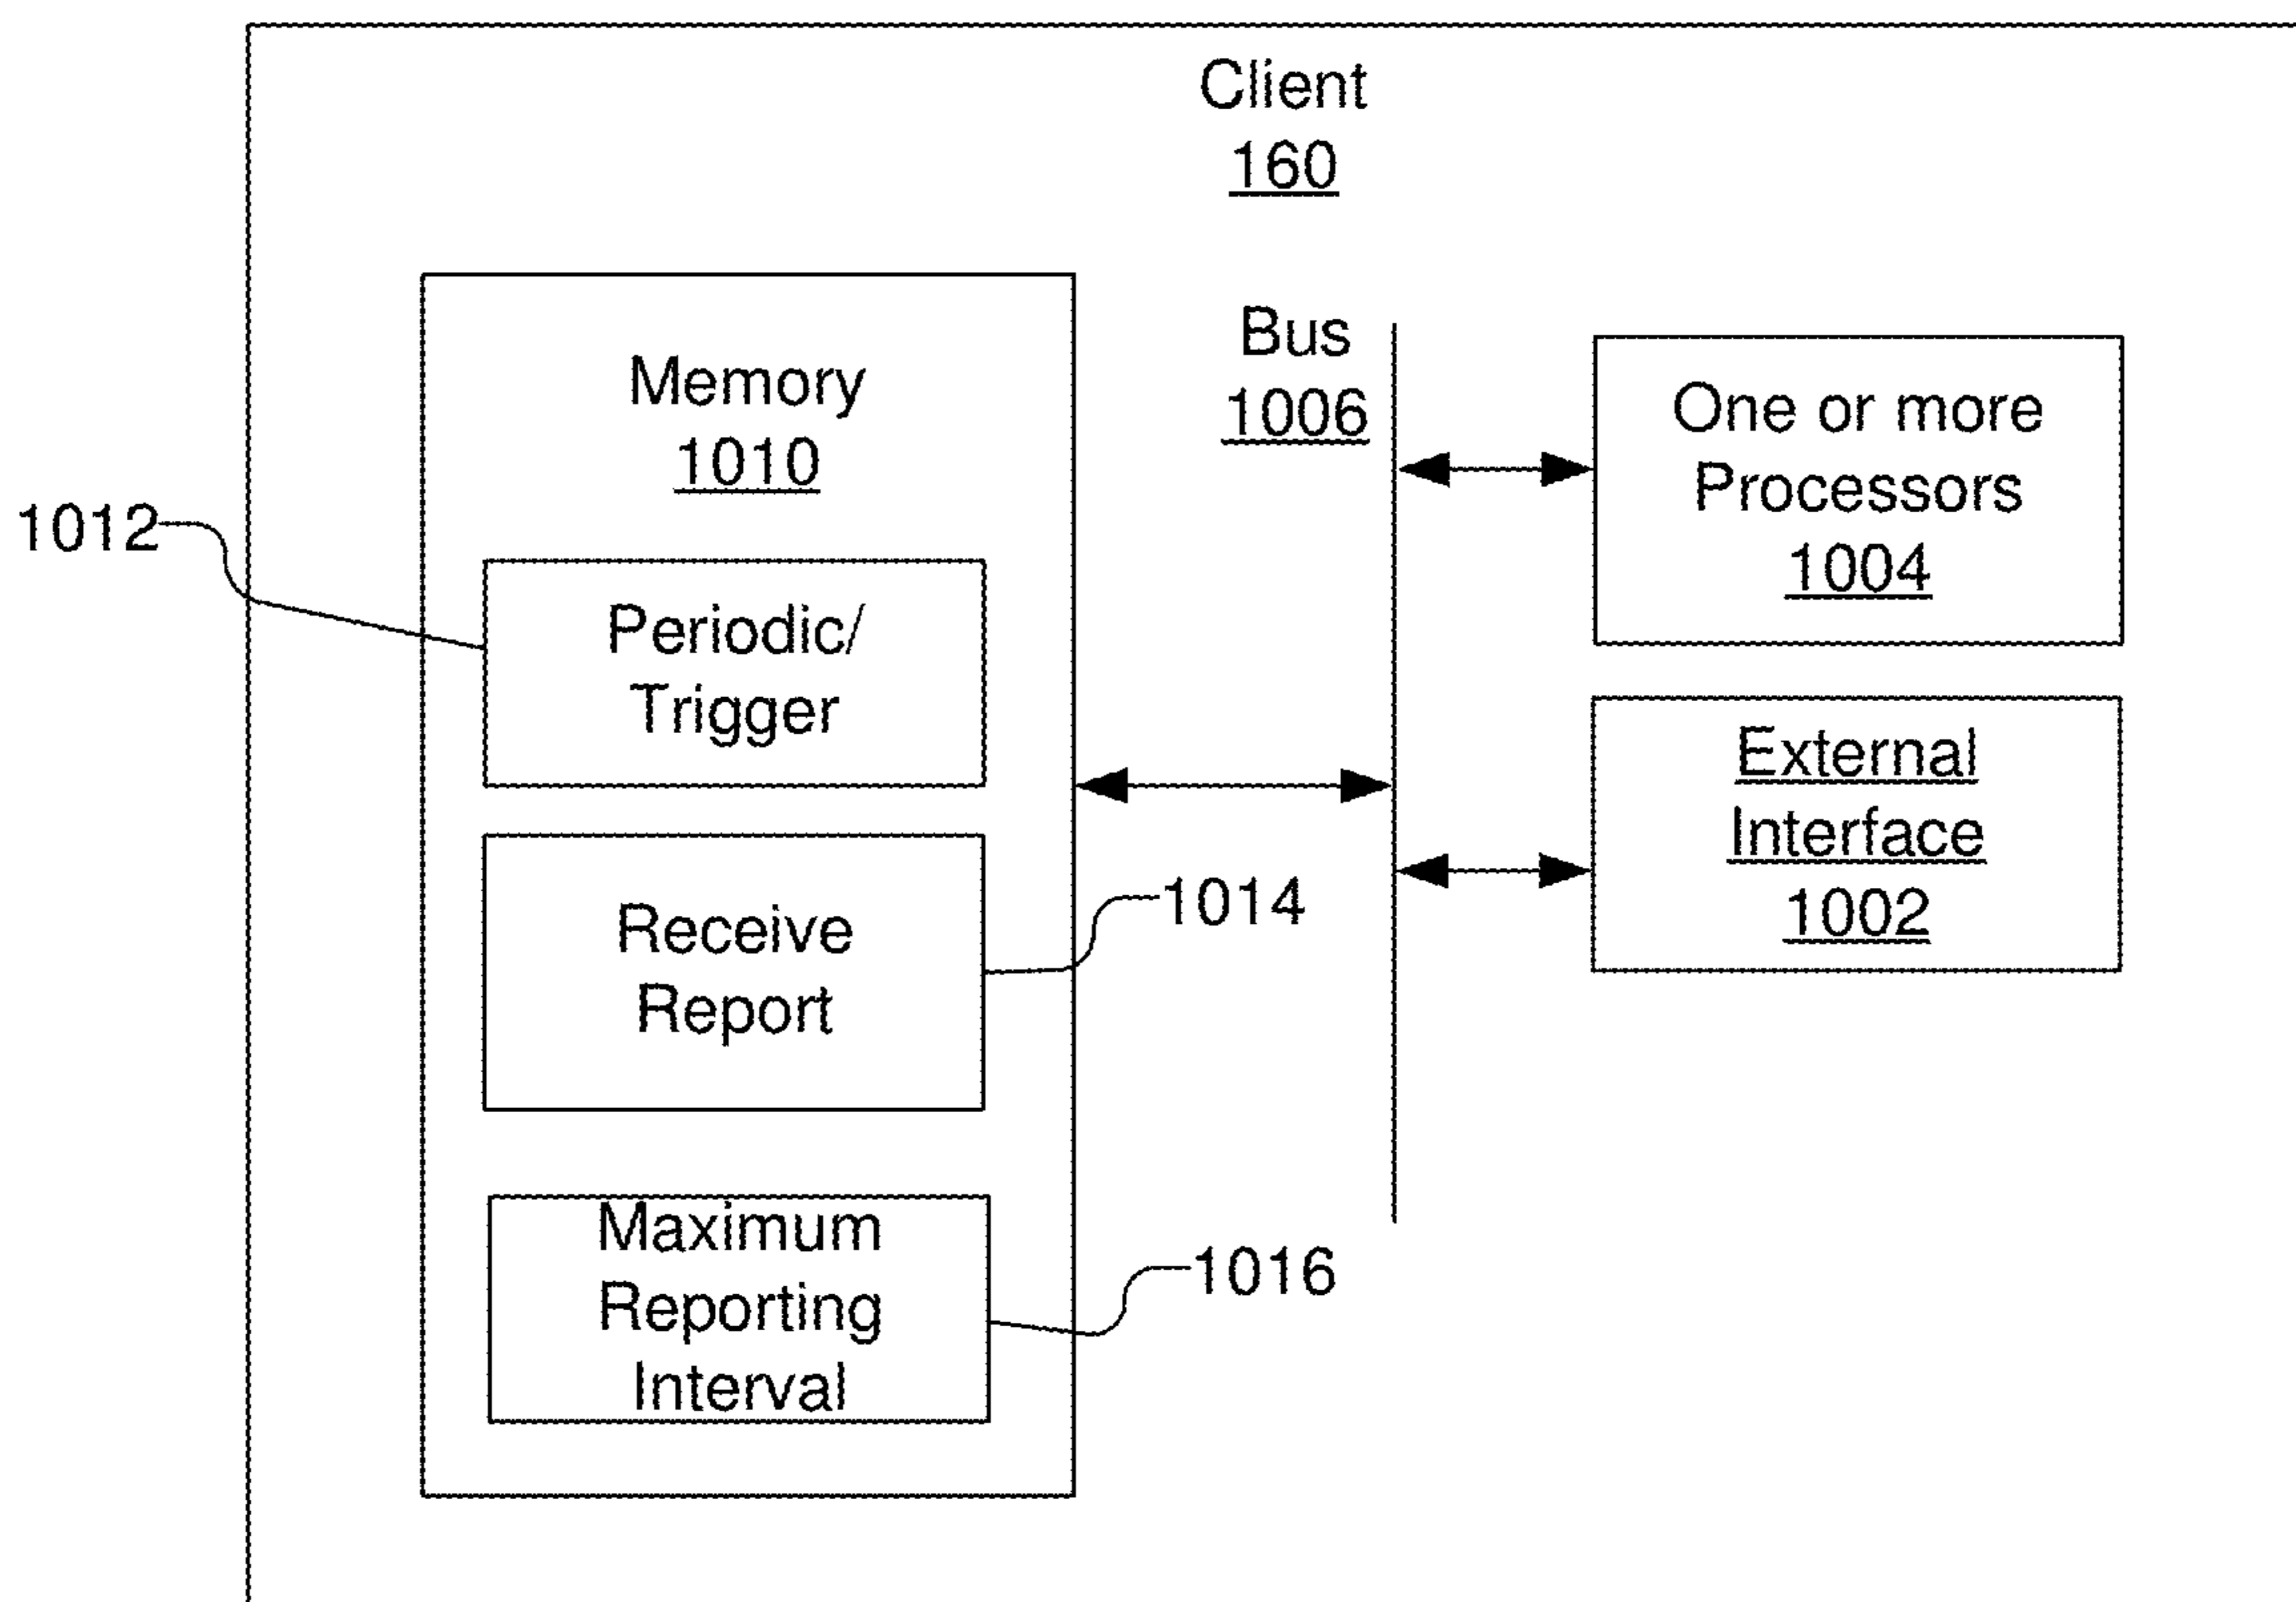 Client
160
Memory
1010
1012
Periodic/
Trigger
Receive
Report
1014
Maximum
Reporting
Interval
1016
Bus
1006
One or more
Processors
1004
External
Interface
1002